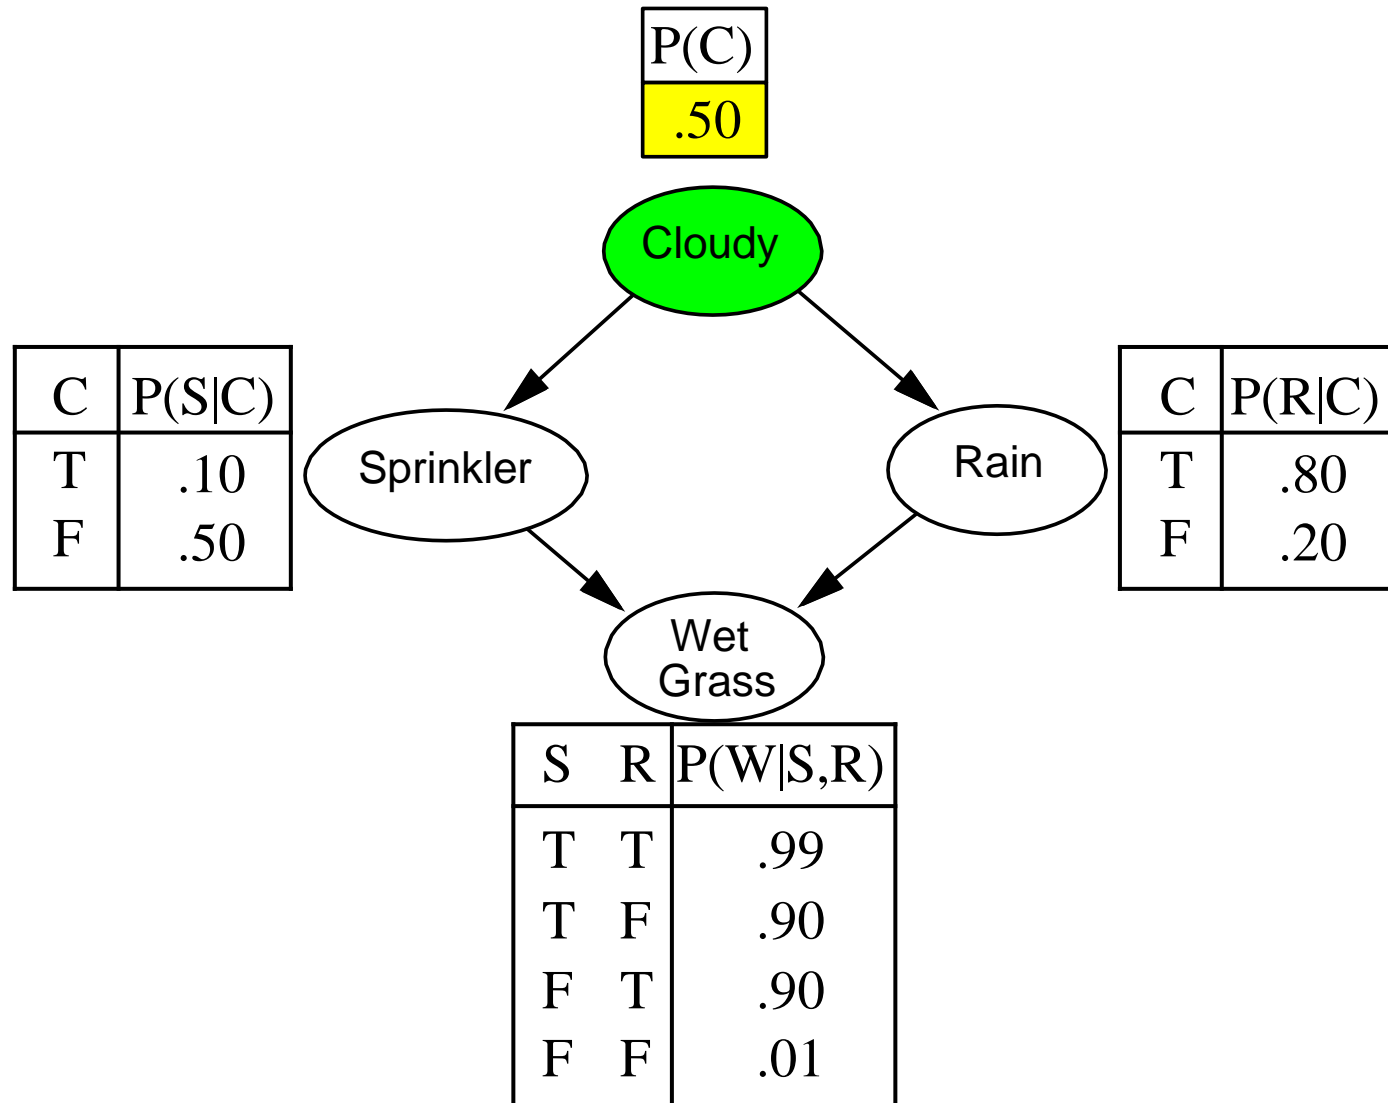 P(C)
.50
Cloudy
C P(S|C)
T .10
F .50
Sprinkler
Rain
C P(R|C)
T .80
F .20
Wet
Grass
S R P(W|S,R)
T T .99
T F .90
F T .90
F F .01